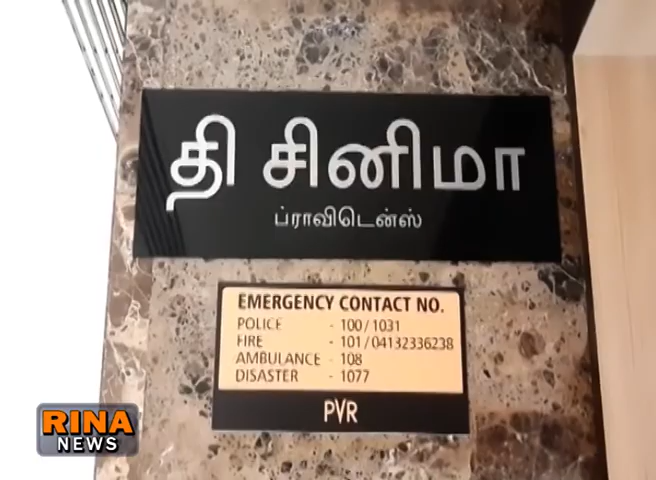 தி சினிமா
ப்ராவிடென்ஸ்
EMERGENCY CONTACT NO.
POLICE - 100/1031
FIRE - 101/04132336238
AMBULANCE - 108
DISASTER - 1077
PVR
RINA
NEWS